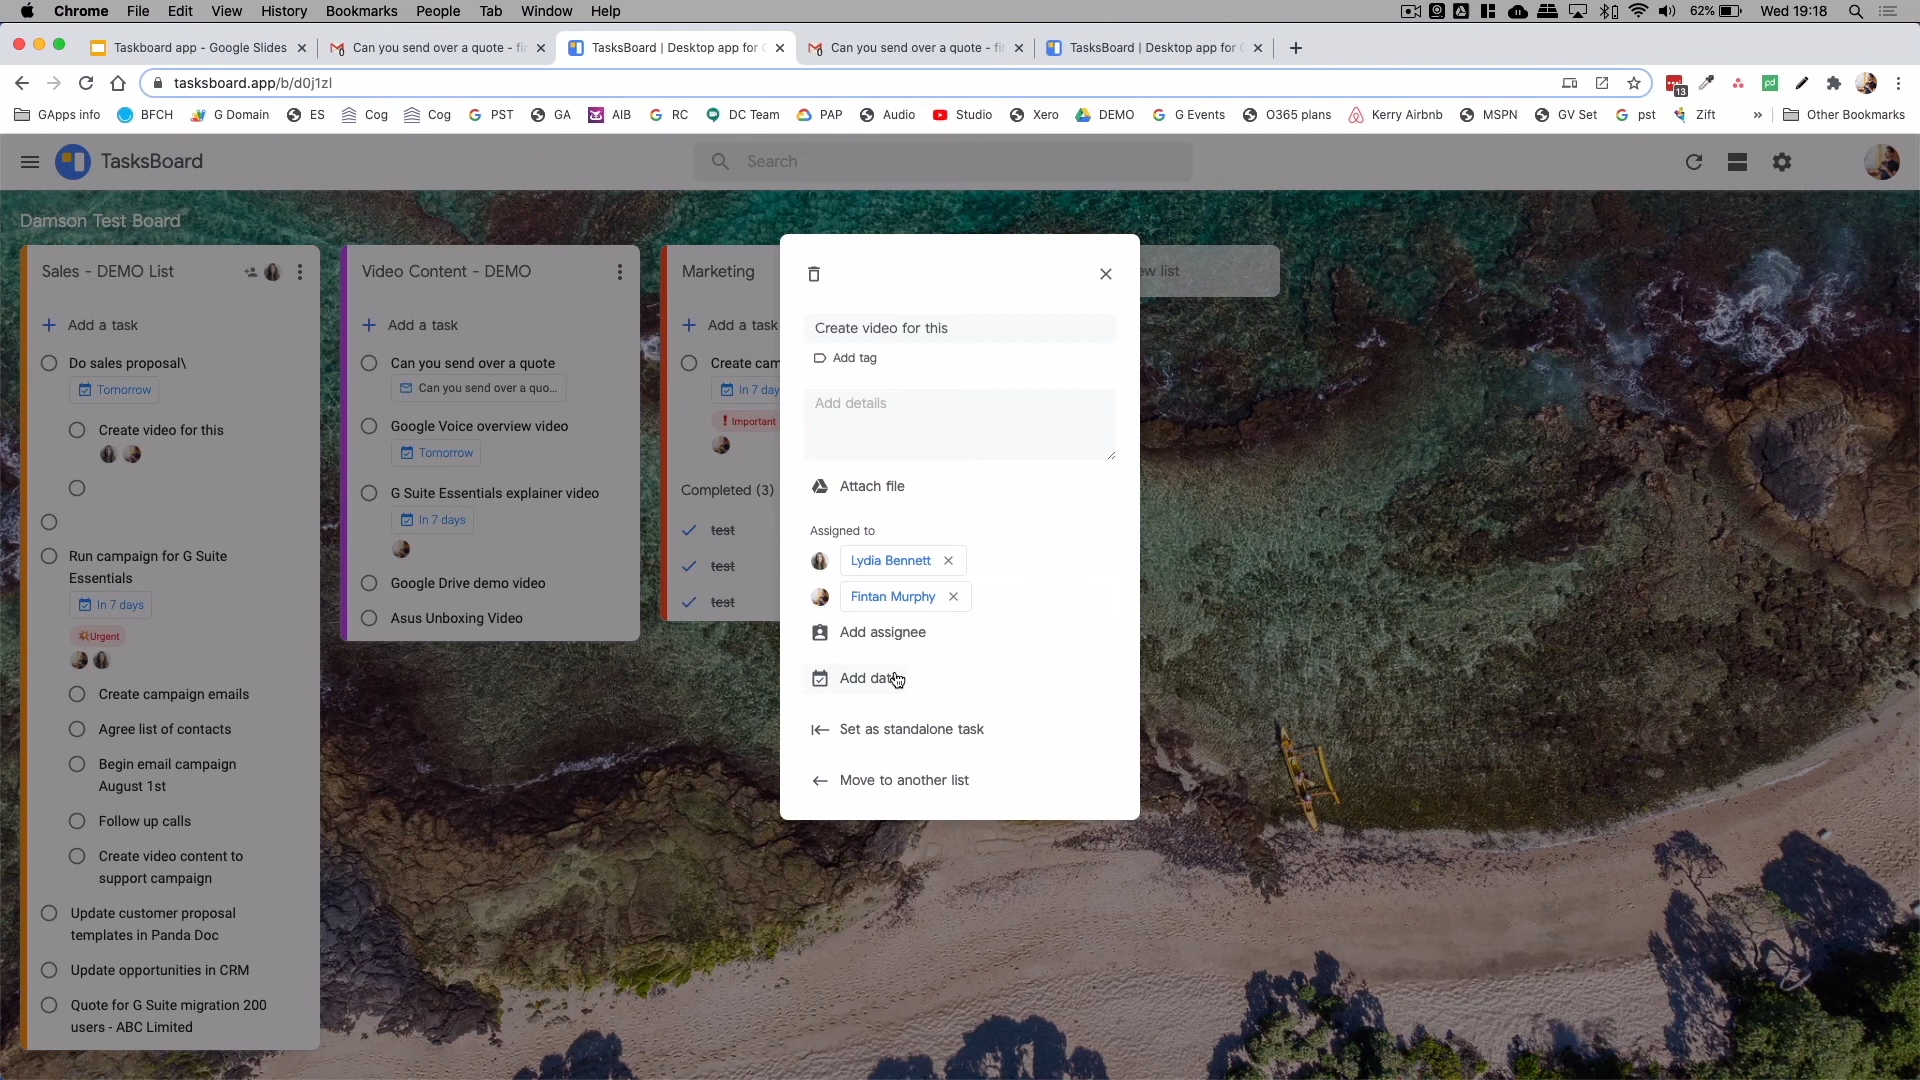 Chrome File Edit View History Bookmarks People Tab Window Help
62% Wed 19:18
Taskboard app - Google Slides
Can you send over a quote - fi
TasksBoard | Desktop app for G
Can you send over a quote - fi
TasksBoard | Desktop app for G
tasksboard.app/b/d0j1zl
13
GApps info BFCH G Domain ES Cog Cog PST GA AIB RC DC Team PAP Audio Studio Xero DEMO G Events O365 plans Kerry Airbnb MSPN GV Set pst Zift » Other Bookmarks
TasksBoard
Search
Damson Test Board
Sales - DEMO List
Add a task
Do sales proposal\
Tomorrow
Create video for this
Run campaign for G Suite
Essentials
In 7 days
Urgent
Create campaign emails
Agree list of contacts
Begin email campaign
August 1st
Follow up calls
Create video content to
support campaign
Update customer proposal
templates in Panda Doc
Update opportunities in CRM
Quote for G Suite migration 200
users - ABC Limited
Video Content - DEMO
Add a task
Can you send over a quote
Can you send over a quo...
Google Voice overview video
Tomorrow
G Suite Essentials explainer video
In 7 days
Google Drive demo video
Asus Unboxing Video
Marketing
Add a task
Create cam
In 7 day
Important
Completed (3)
test
test
test
ew list
Create video for this
Add tag
Add details
Attach file
Assigned to
Lydia Bennett
Fintan Murphy
Add assignee
Add dat
Set as standalone task
Move to another list